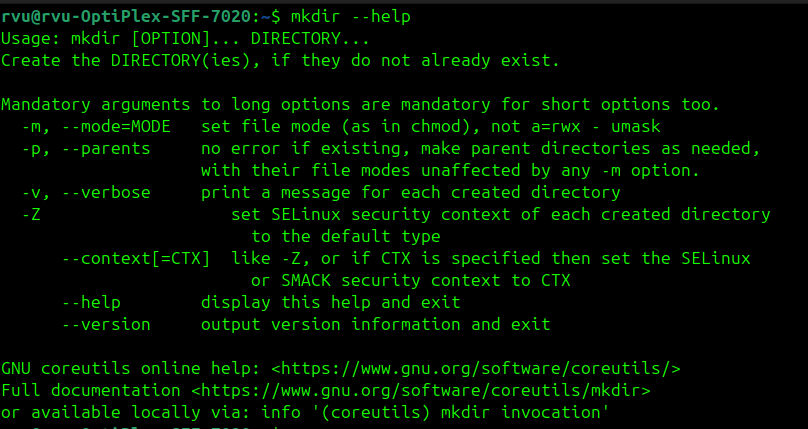 rvu@rvu-OptiPlex-SFF-7020:~$ mkdir --help
Usage: mkdir [OPTION]... DIRECTORY...
Create the DIRECTORY(ies), if they do not already exist.

Mandatory arguments to long options are mandatory for short options too.
  -m, --mode=MODE   set file mode (as in chmod), not a=rwx - umask
  -p, --parents     no error if existing, make parent directories as needed,
                    with their file modes unaffected by any -m option.
  -v, --verbose     print a message for each created directory
  -Z                   set SELinux security context of each created directory
                         to the default type
      --context[=CTX]  like -Z, or if CTX is specified then set the SELinux
                         or SMACK security context to CTX
      --help        display this help and exit
      --version     output version information and exit

GNU coreutils online help: <https://www.gnu.org/software/coreutils/>
Full documentation <https://www.gnu.org/software/coreutils/mkdir>
or available locally via: info '(coreutils) mkdir invocation'